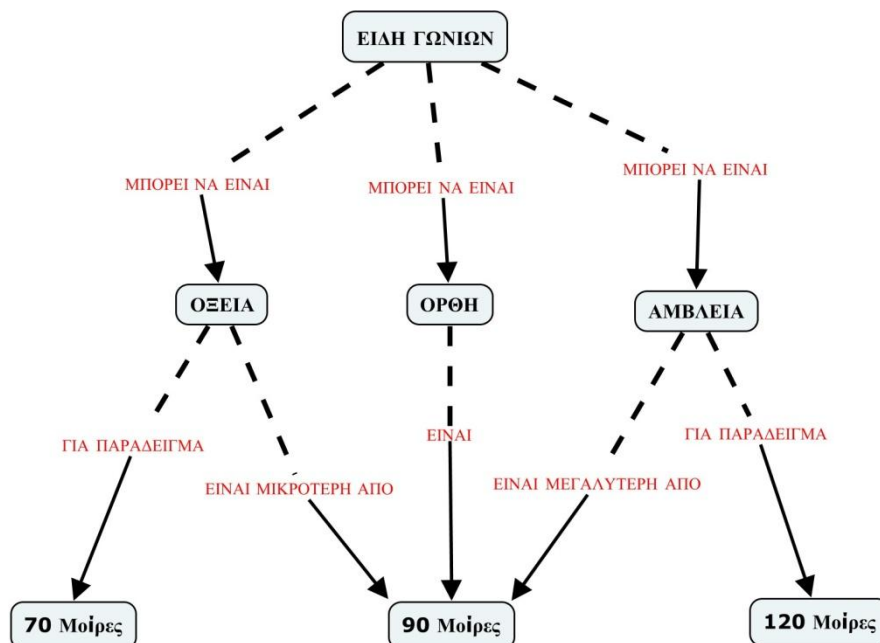 ΕΙΔΗ ΓΩΝΙΩΝ
ΜΠΟΡΕΙ ΝΑ ΕΙΝΑΙ
ΜΠΟΡΕΙ ΝΑ ΕΙΝΑΙ
ΜΠΟΡΕΙ ΝΑ ΕΙΝΑΙ
ΟΞΕΙΑ
ΟΡΘΗ
ΑΜΒΛΕΙΑ
ΓΙΑ ΠΑΡΑΔΕΙΓΜΑ
ΕΙΝΑΙ ΜΙΚΡΟΤΕΡΗ ΑΠΟ
ΕΙΝΑΙ
ΕΙΝΑΙ ΜΕΓΑΛΥΤΕΡΗ ΑΠΟ
ΓΙΑ ΠΑΡΑΔΕΙΓΜΑ
70 Μοίρες
90 Μοίρες
120 Μοίρες